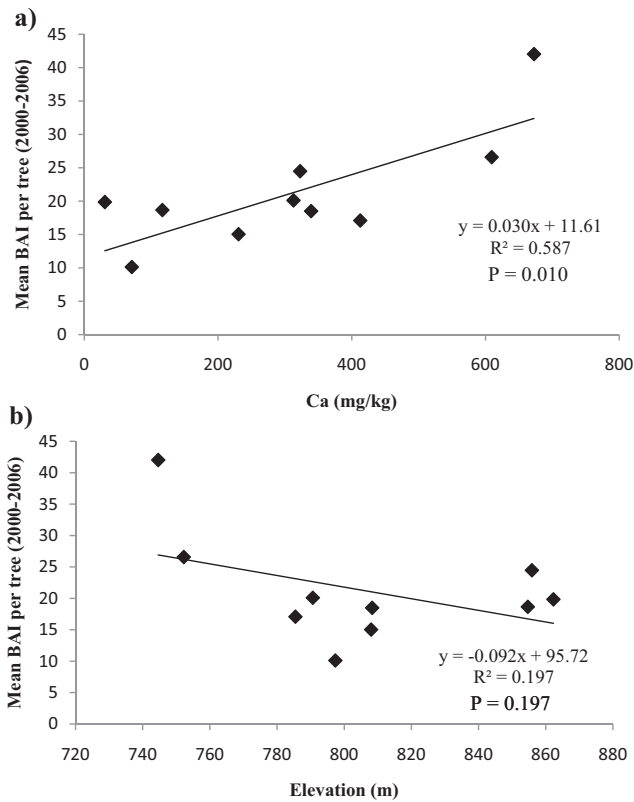 a)
45
40
35
30
25
20
15
10
5
0
Mean BAI per tree (2000-2006)
y = 0.030x + 11.61
R² = 0.587
P = 0.010
0 200 400 600 800
Ca (mg/kg)
b)
45
40
35
30
25
20
15
10
5
0
Mean BAI per tree (2000-2006)
y = -0.092x + 95.72
R² = 0.197
P = 0.197
720 740 760 780 800 820 840 860 880
Elevation (m)